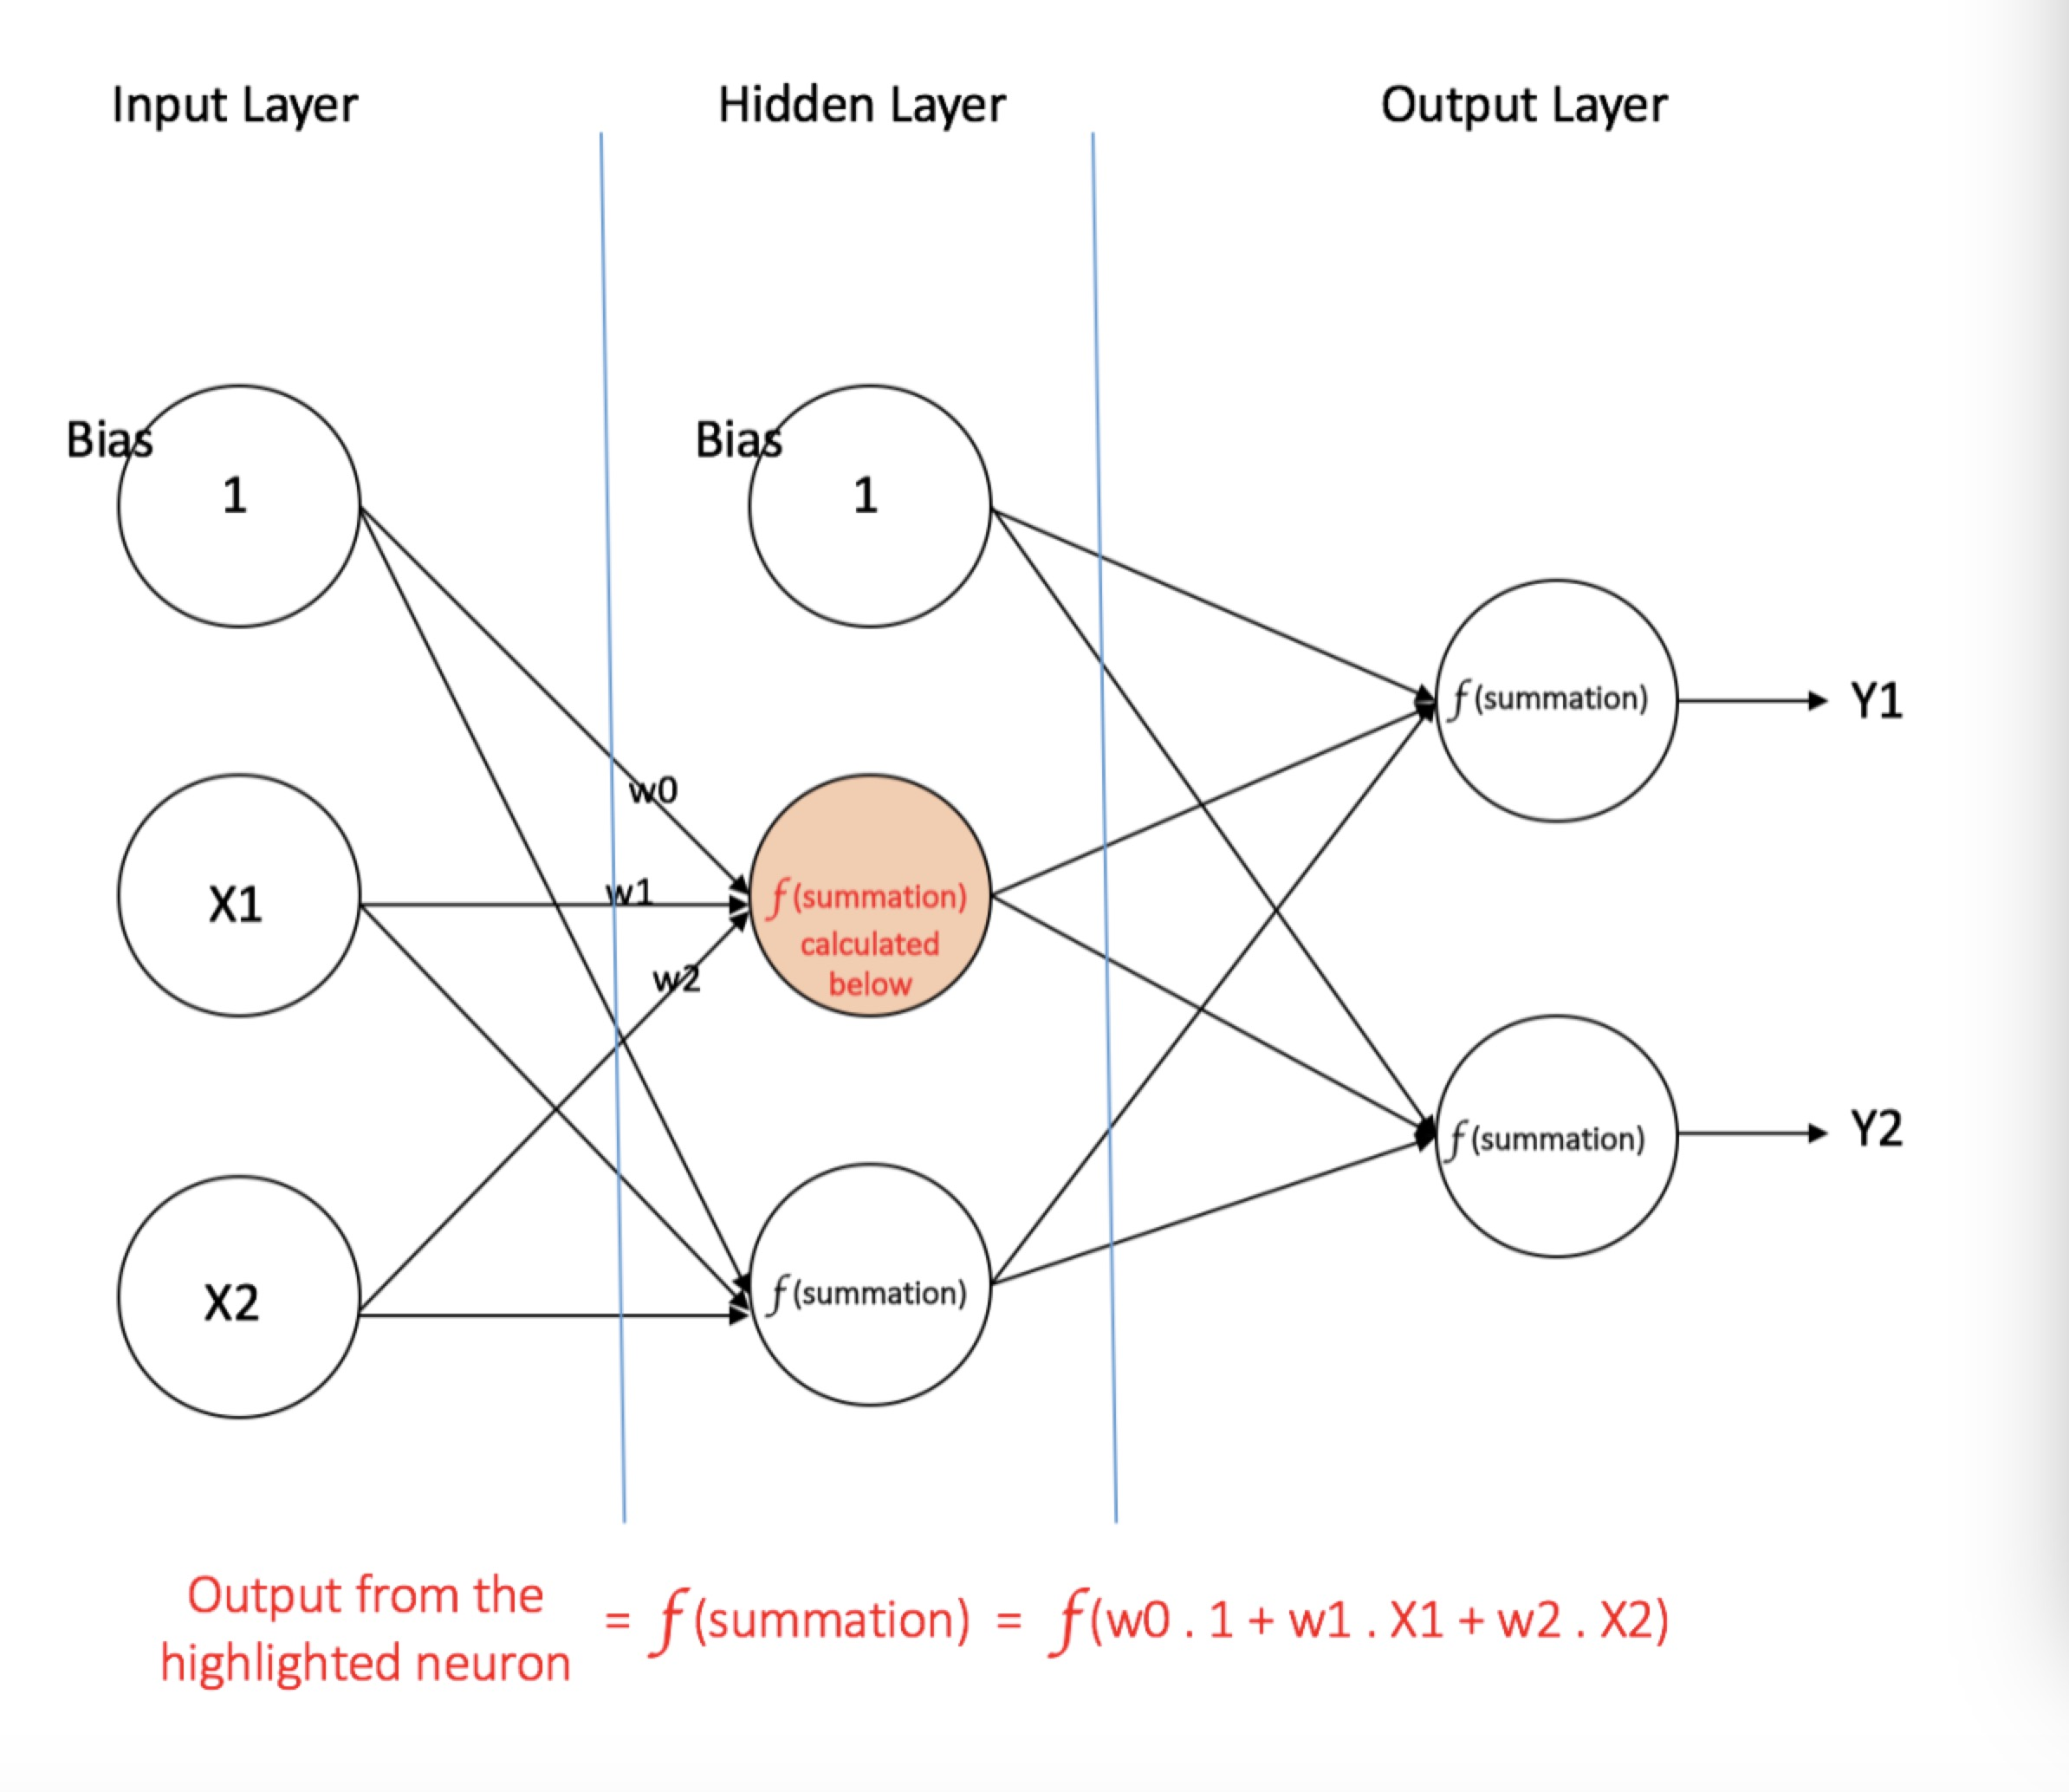 Input Layer
Hidden Layer
Output Layer
Bias
1
Bias
1
f(summation)
Y1
w0
X1
w1
f(summation)
calculated
below
w2
f(summation)
Y2
X2
f(summation)
Output from the
highlighted neuron
= f(summation) = f(w0 . 1 + w1 . X1 + w2 . X2)